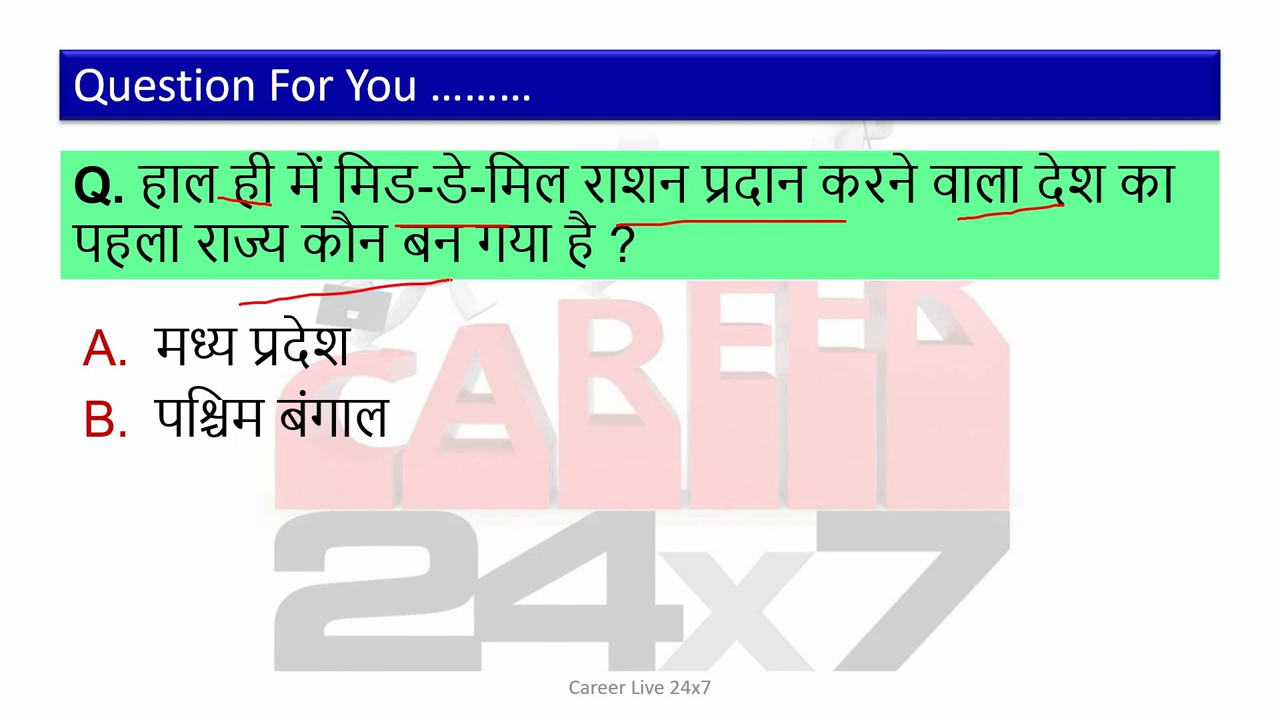 Question For You .........
Q. हाल ही में मिड-डे-मिल राशन प्रदान करने वाला देश का
पहला राज्य कौन बन गया है ?
A. मध्य प्रदेश
B. पश्चिम बंगाल
CAREER
24x7
Career Live 24x7